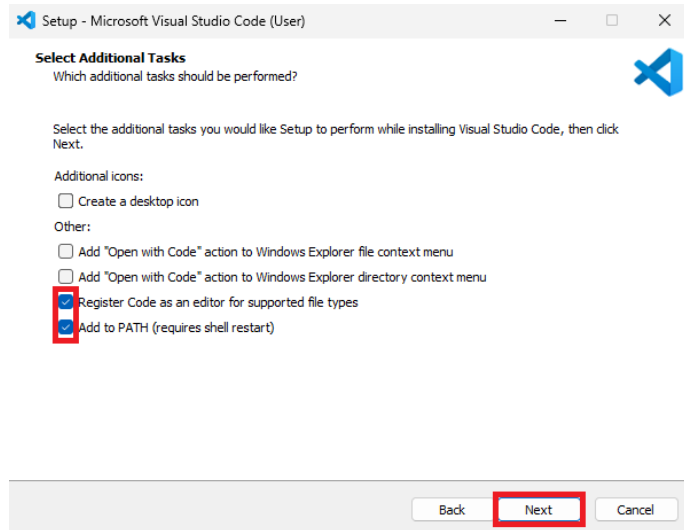 Setup - Microsoft Visual Studio Code (User)
Select Additional Tasks
Which additional tasks should be performed?
Select the additional tasks you would like Setup to perform while installing Visual Studio Code, then click
Next.
Additional icons:
Create a desktop icon
Other:
Add "Open with Code" action to Windows Explorer file context menu
Add "Open with Code" action to Windows Explorer directory context menu
Register Code as an editor for supported file types
Add to PATH (requires shell restart)
Back Next Cancel